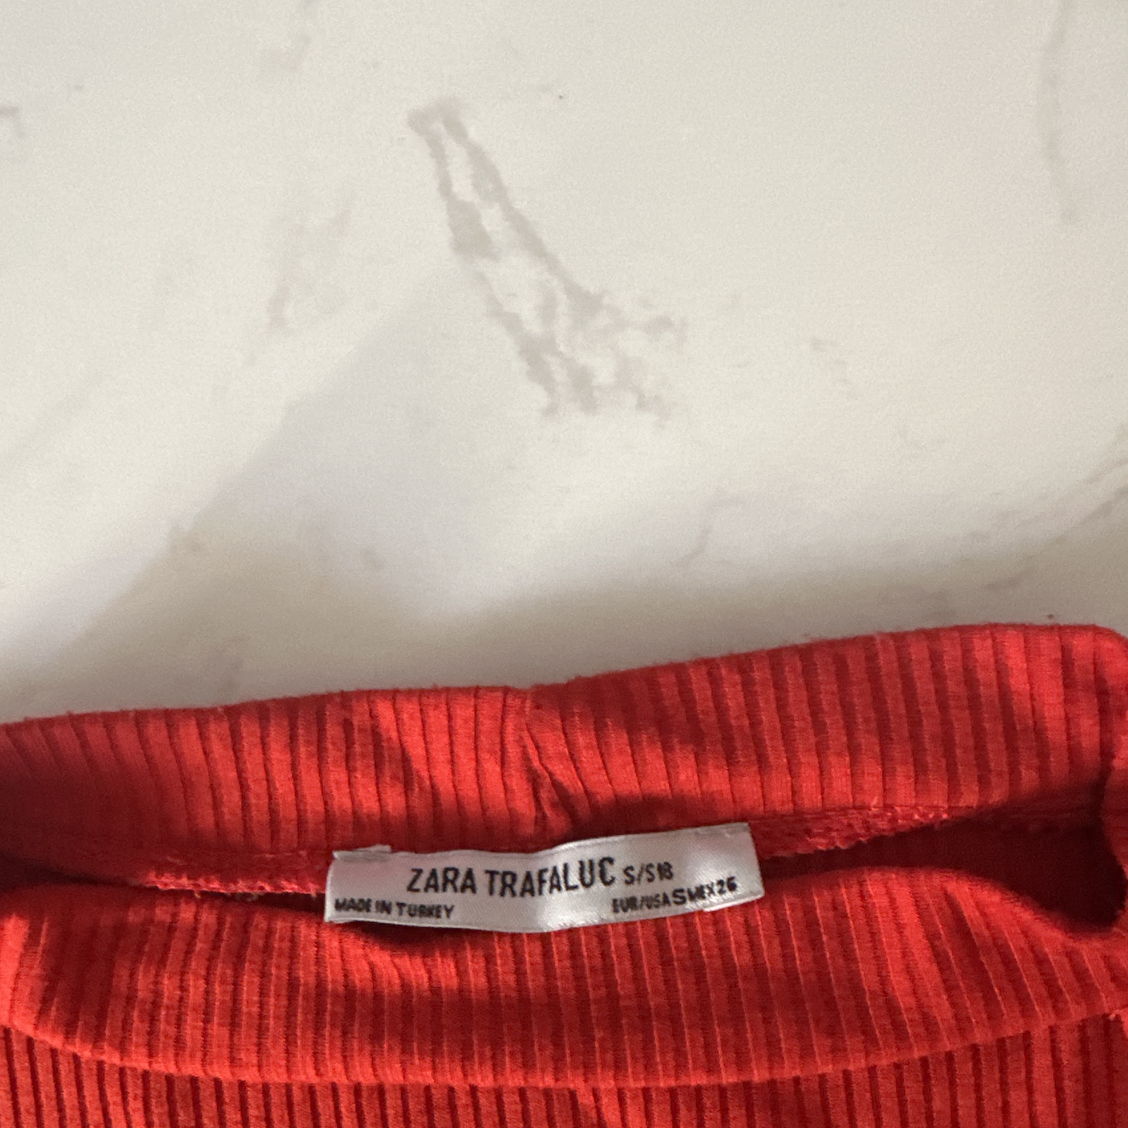 ZARA TRAFALUC S/S18
MADE IN TURKEY
EUR/USA S MEX 26